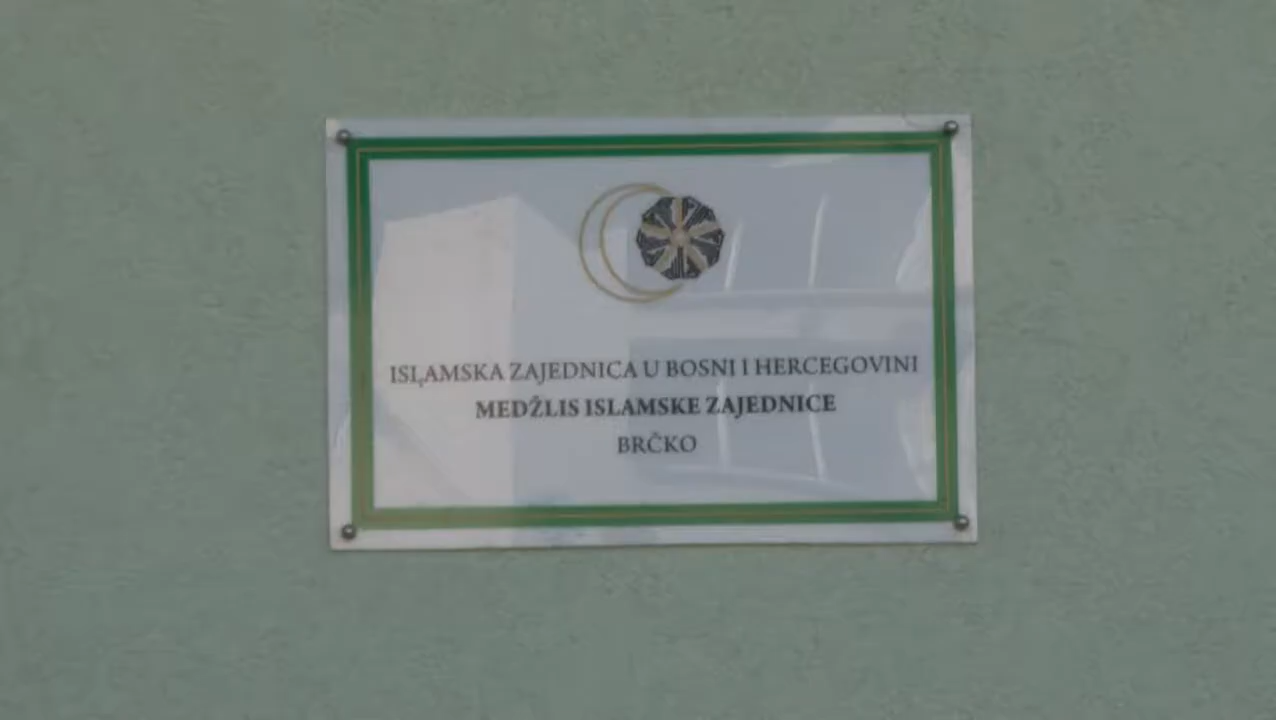 ISLAMSKA ZAJEDNICA U BOSNI I HERCEGOVINI
MEDŽLIS ISLAMSKE ZAJEDNICE
BRČKO